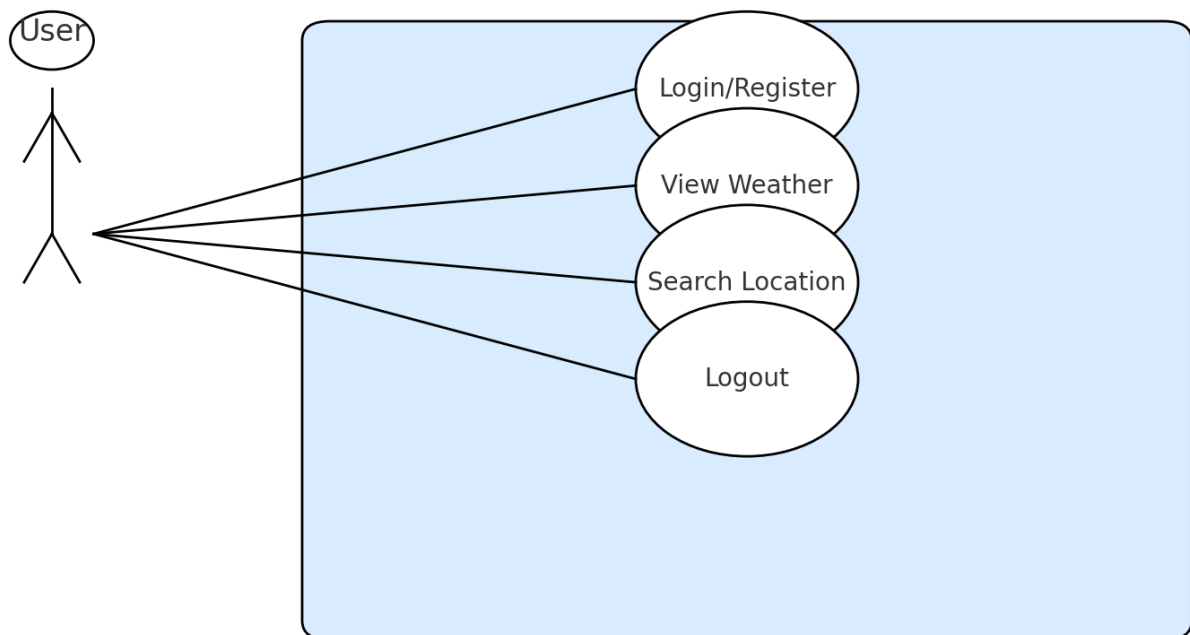 User
Login/Register
View Weather
Search Location
Logout